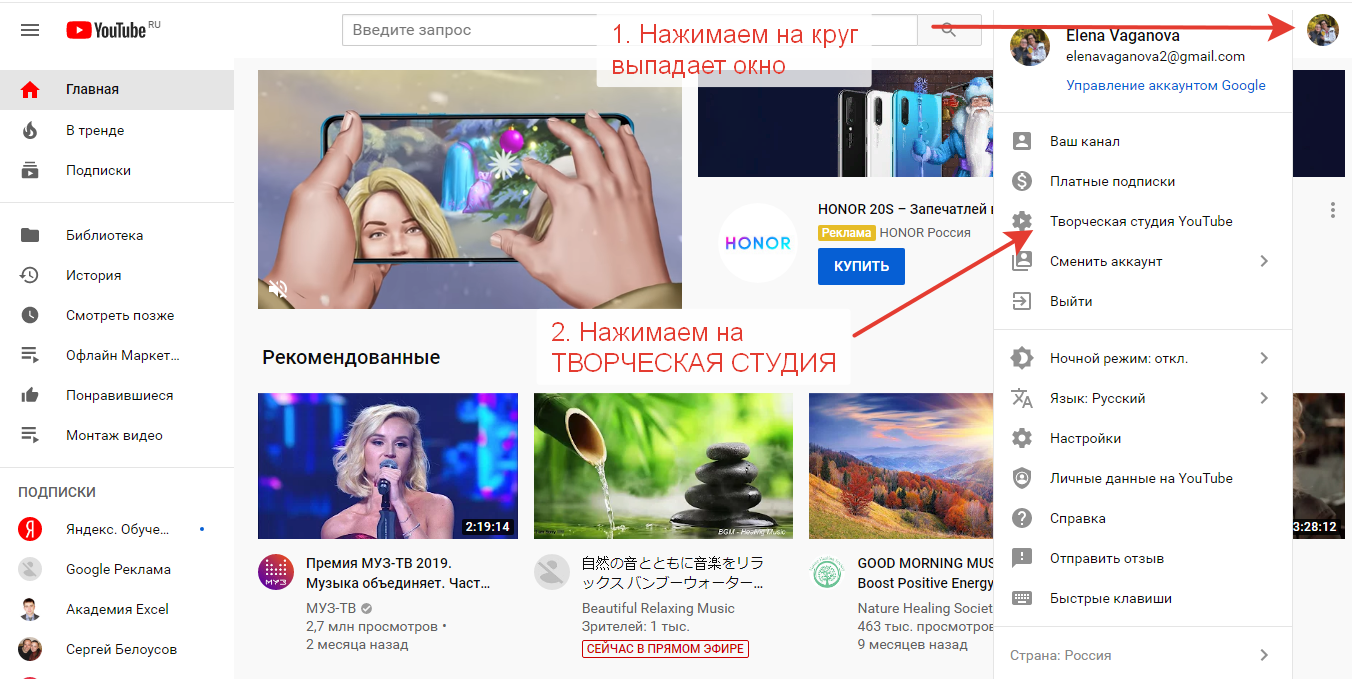 YouTube RU
Введите запрос
1. Нажимаем на круг
выпадает окно
Elena Vaganova
elenavaganova2@gmail.com
Управление аккаунтом Google
Главная
В тренде
Подписки
Библиотека
История
Смотреть позже
Офлайн Маркет...
Понравившиеся
Монтаж видео
ПОДПИСКИ
Яндекс. Обуче...
Google Реклама
Академия Excel
Сергей Белоусов
HONOR
HONOR 20S – Запечатлей
Реклама HONOR Россия
КУПИТЬ
2. Нажимаем на
ТВОРЧЕСКАЯ СТУДИЯ
Рекомендованные
2:19:14
МУЗ
Премия МУЗ-ТВ 2019.
Музыка объединяет. Част...
МУЗ-ТВ
2,7 млн просмотров •
2 месяца назад
BGM - Healing Music
自然の音とともに音楽をリラ
ックス バンブーウォーター...
Beautiful Relaxing Music
Зрителей: 1 тыс.
СЕЙЧАС В ПРЯМОМ ЭФИРЕ
GOOD MORNING MUS
Boost Positive Energy
Nature Healing Societ
463 тыс. просмотров
9 месяцев назад
3:28:12
Ваш канал
Платные подписки
Творческая студия YouTube
Сменить аккаунт
Выйти
Ночной режим: откл.
Язык: Русский
Настройки
Личные данные на YouTube
Справка
Отправить отзыв
Быстрые клавиши
Страна: Россия